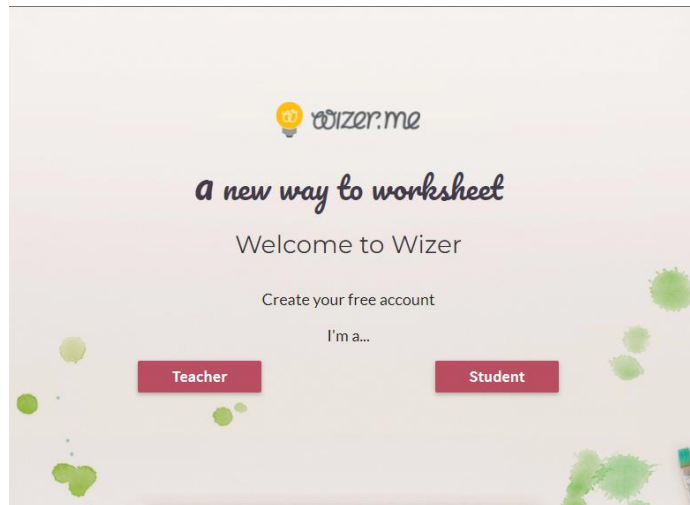 wizer.me
a new way to worksheet
Welcome to Wizer
Create your free account
I'm a...
Teacher Student